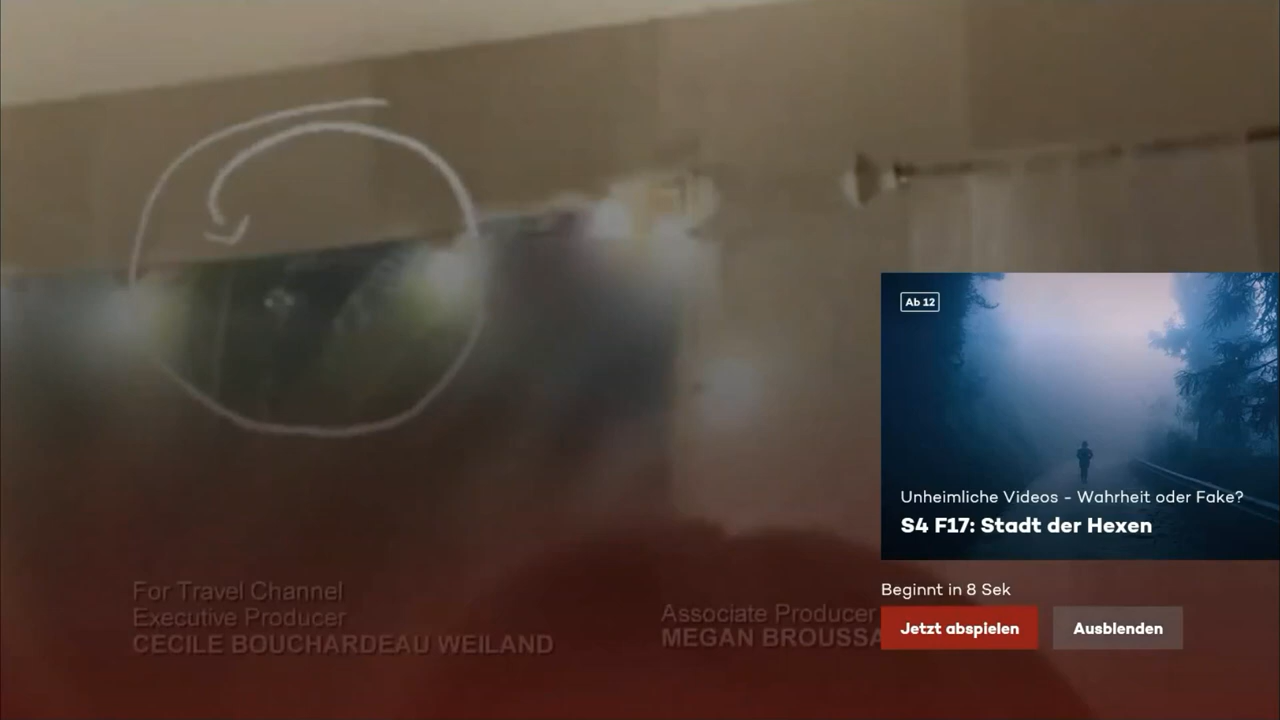 Ab 12
Unheimliche Videos - Wahrheit oder Fake?
S4 F17: Stadt der Hexen
Beginnt in 8 Sek
Jetzt abspielen
Ausblenden
For Travel Channel
Executive Producer
CECILE BOUCHARDEAU WEILAND
Associate Producer
MEGAN BROUSSA